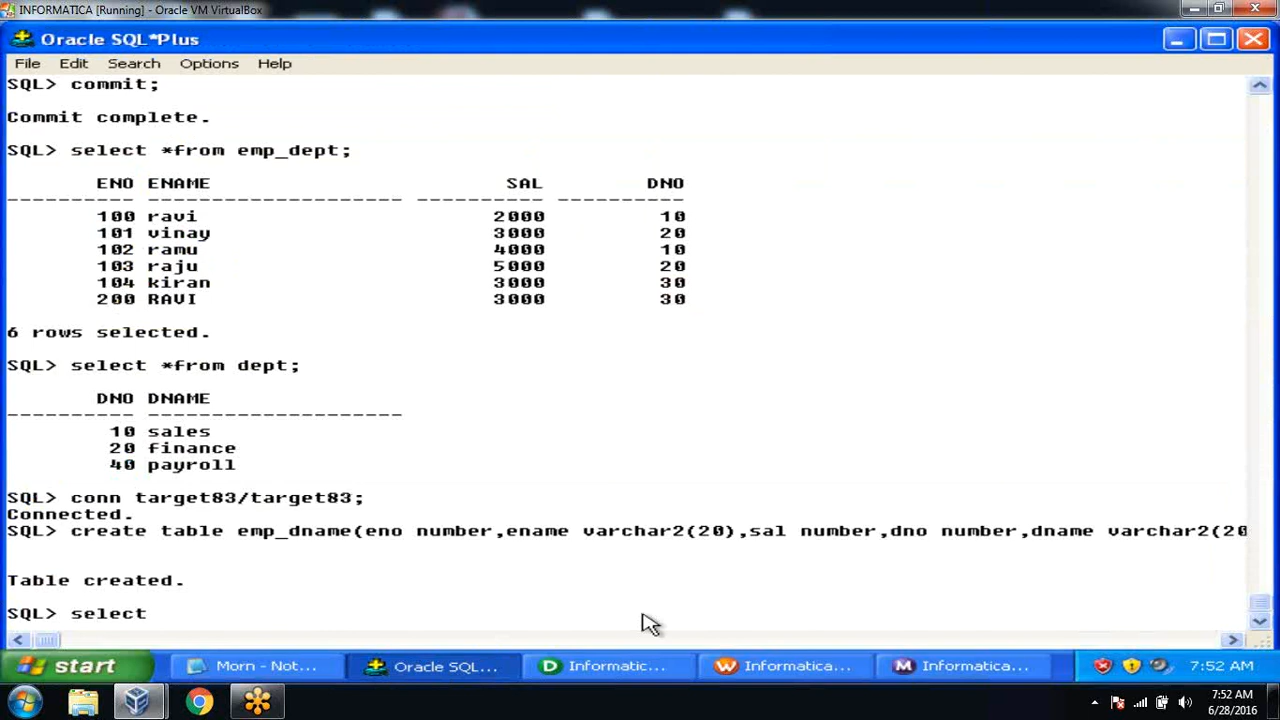 INFORMATICA [Running] - Oracle VM VirtualBox
Oracle SQL*Plus
File Edit Search Options Help
SQL> commit;
Commit complete.
SQL> select *from emp_dept;
ENO ENAME SAL DNO
---------- -------------------- ---------- ----------
100 ravi 2000 10
101 vinay 3000 20
102 ramu 4000 10
103 raju 5000 20
104 kiran 3000 30
200 RAVI 3000 30
6 rows selected.
SQL> select *from dept;
DNO DNAME
---------- --------------------
10 sales
20 finance
40 payroll
SQL> conn target83/target83;
Connected.
SQL> create table emp_dname(eno number,ename varchar2(20),sal number,dno number,dname varchar2(20
Table created.
SQL> select
start Morn - Not... Oracle SQL... Informatic... Informatica... Informatica... 7:52 AM
7:52 AM
6/28/2016